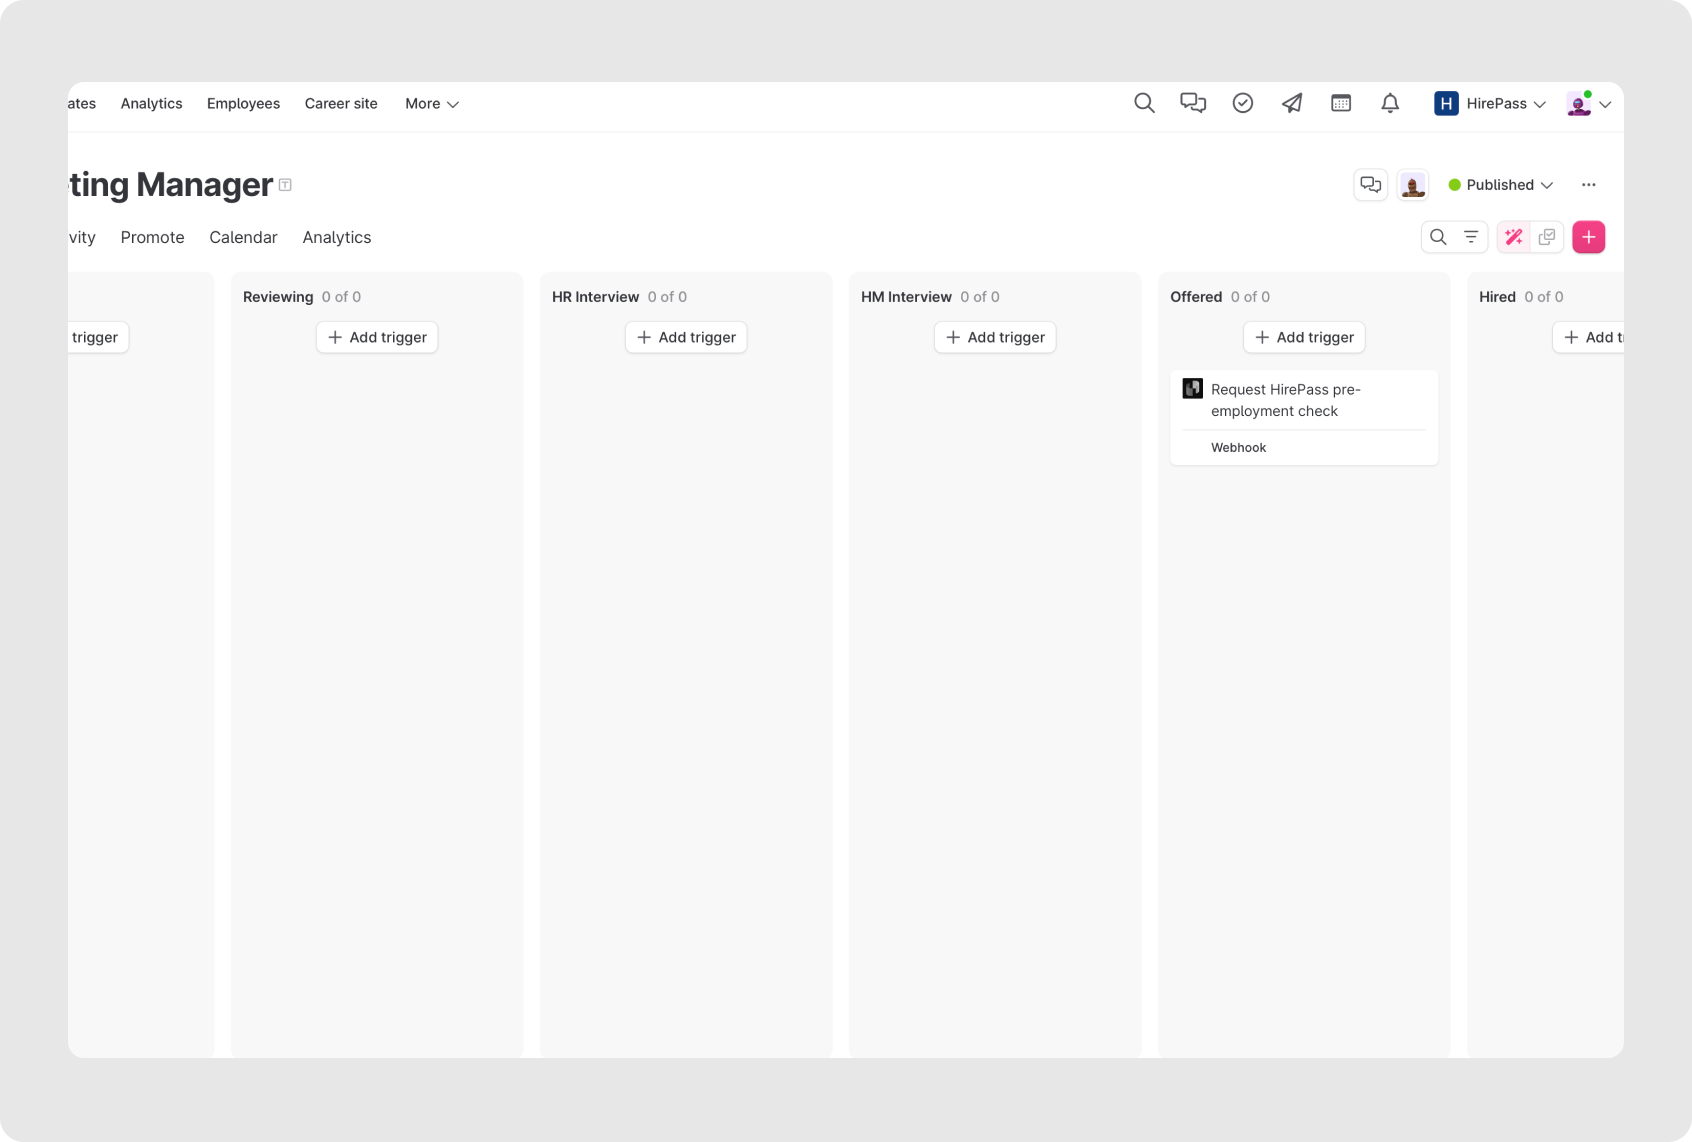 ates Analytics Employees Career site More H HirePass
ting Manager T Published
vity Promote Calendar Analytics
Reviewing 0 of 0 HR Interview 0 of 0 HM Interview 0 of 0 Offered 0 of 0 Hired 0 of 0
trigger Add trigger Add trigger Add trigger Add trigger Add t
Request HirePass pre-
employment check
Webhook